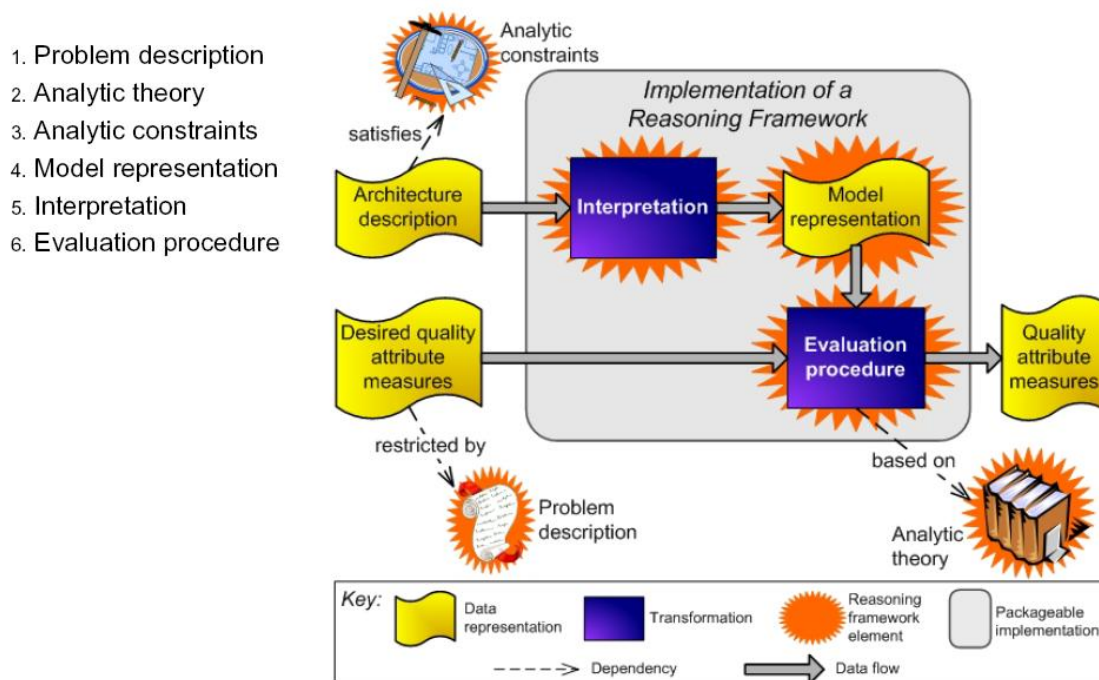 1. Problem description
2. Analytic theory
3. Analytic constraints
4. Model representation
5. Interpretation
6. Evaluation procedure
Analytic
constraints
satisfies
Implementation of a
Reasoning Framework
Architecture
description
Interpretation
Model
representation
Desired quality
attribute
measures
Evaluation
procedure
Quality
attribute
measures
restricted by
based on
Problem
description
Analytic
theory
Key:
Data
representation
Transformation
Reasoning
framework
element
Packageable
implementation
Dependency
Data flow